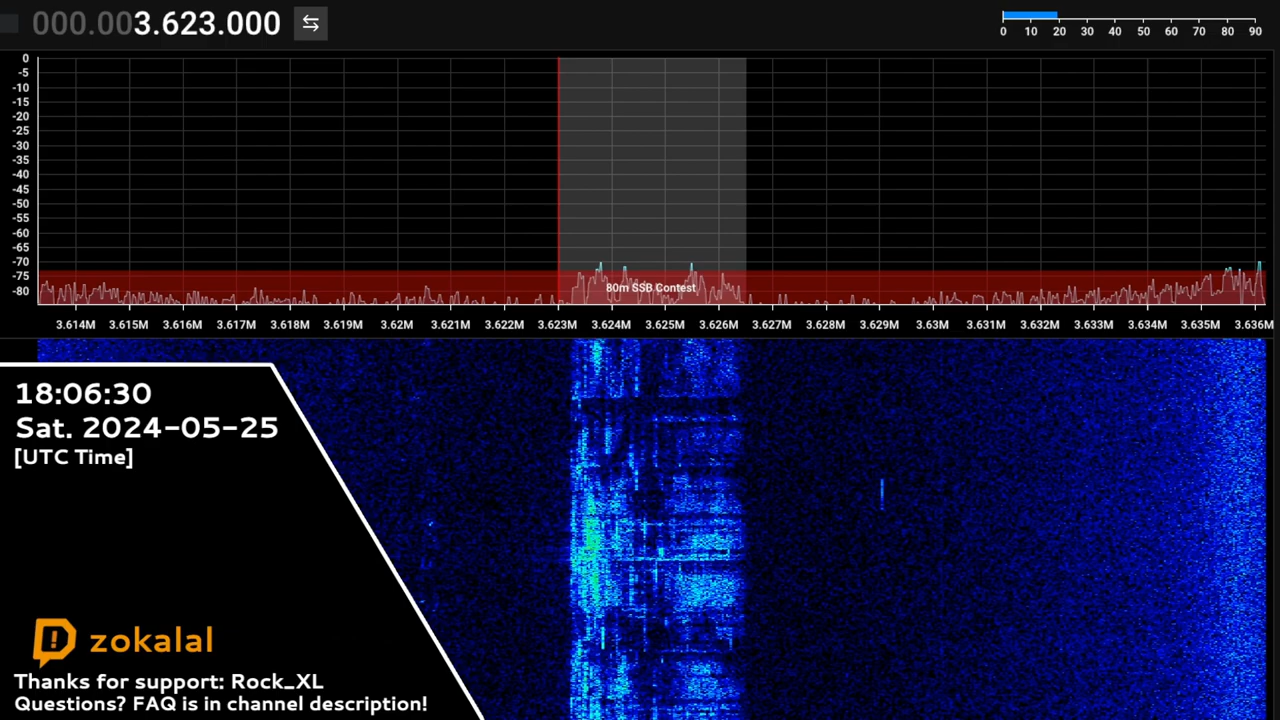 000.003.623.000
0 10 20 30 40 50 60 70 80 90
0
-5
-10
-15
-20
-25
-30
-35
-40
-45
-50
-55
-60
-65
-70
-75
-80
80m SSB Contest
3.614M 3.615M 3.616M 3.617M 3.618M 3.619M 3.62M 3.621M 3.622M 3.623M 3.624M 3.625M 3.626M 3.627M 3.628M 3.629M 3.63M 3.631M 3.632M 3.633M 3.634M 3.635M 3.636M
18:06:30
Sat. 2024-05-25
[UTC Time]
zokalal
Thanks for support: Rock_XL
Questions? FAQ is in channel description!